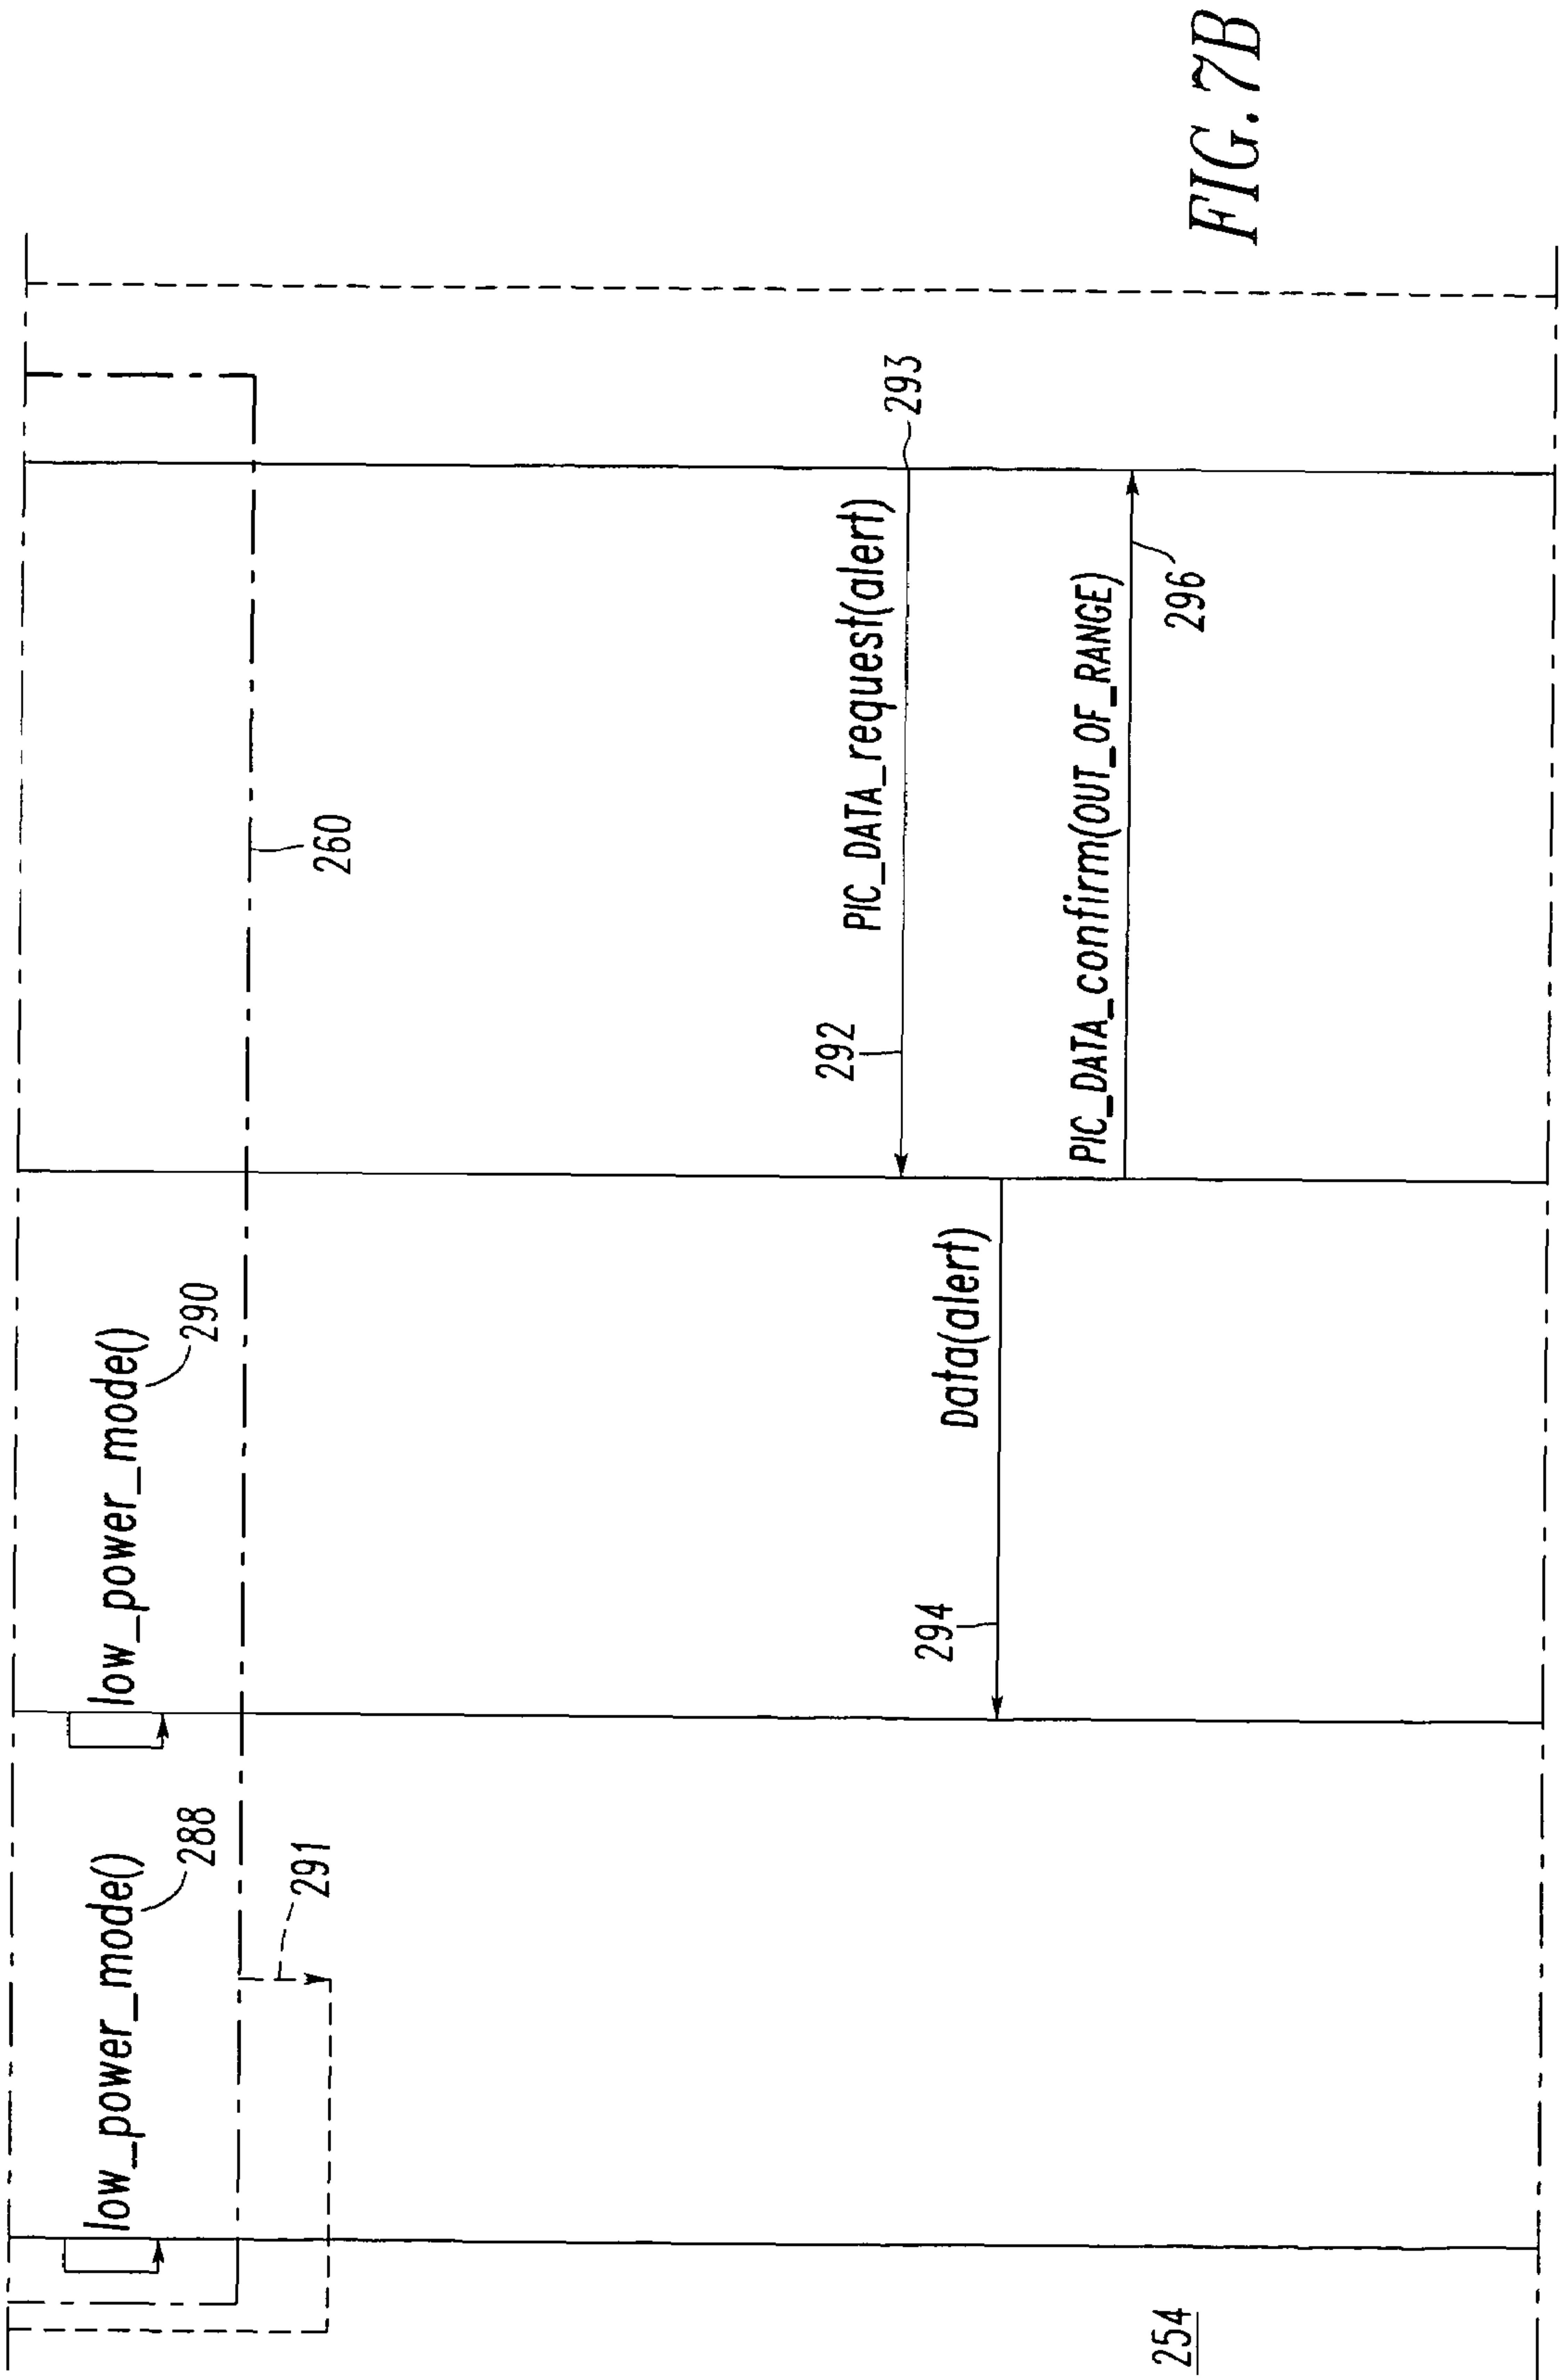 low_power_mode()
288
low_power_mode()
290
260
291
PIC_DATA_request(alert)
292
293
Data(alert)
294
PIC_DATA_confirm(OUT_OF_RANGE)
296
254
FIG. 7B